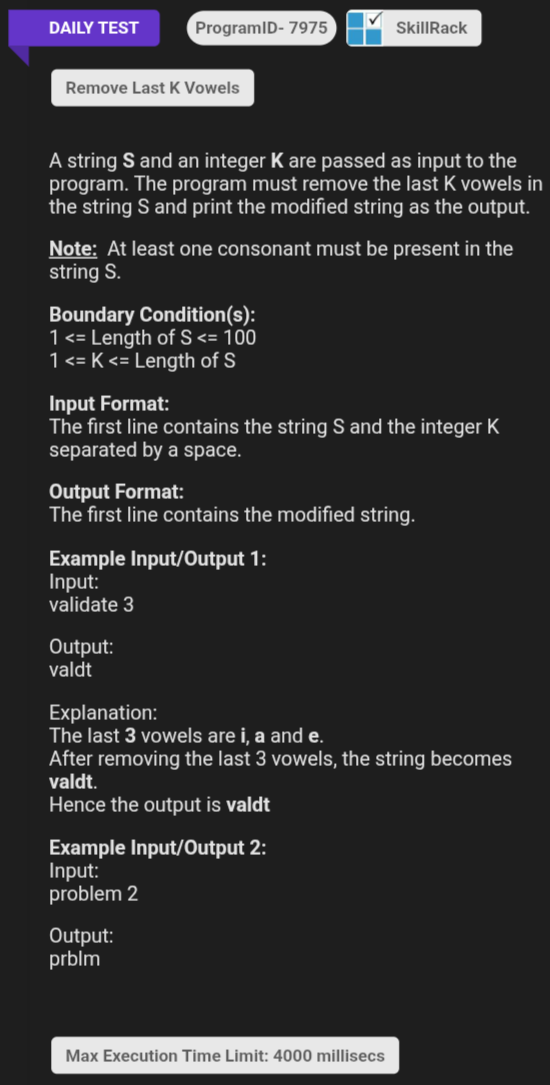 DAILY TEST
ProgramID- 7975
SkillRack
Remove Last K Vowels
A string S and an integer K are passed as input to the
program. The program must remove the last K vowels in
the string S and print the modified string as the output.
Note: At least one consonant must be present in the
string S.
Boundary Condition(s):
1 <= Length of S <= 100
1 <= K <= Length of S
Input Format:
The first line contains the string S and the integer K
separated by a space.
Output Format:
The first line contains the modified string.
Example Input/Output 1:
Input:
validate 3
Output:
valdt
Explanation:
The last 3 vowels are i, a and e.
After removing the last 3 vowels, the string becomes
valdt.
Hence the output is valdt
Example Input/Output 2:
Input:
problem 2
Output:
prblm
Max Execution Time Limit: 4000 millisecs